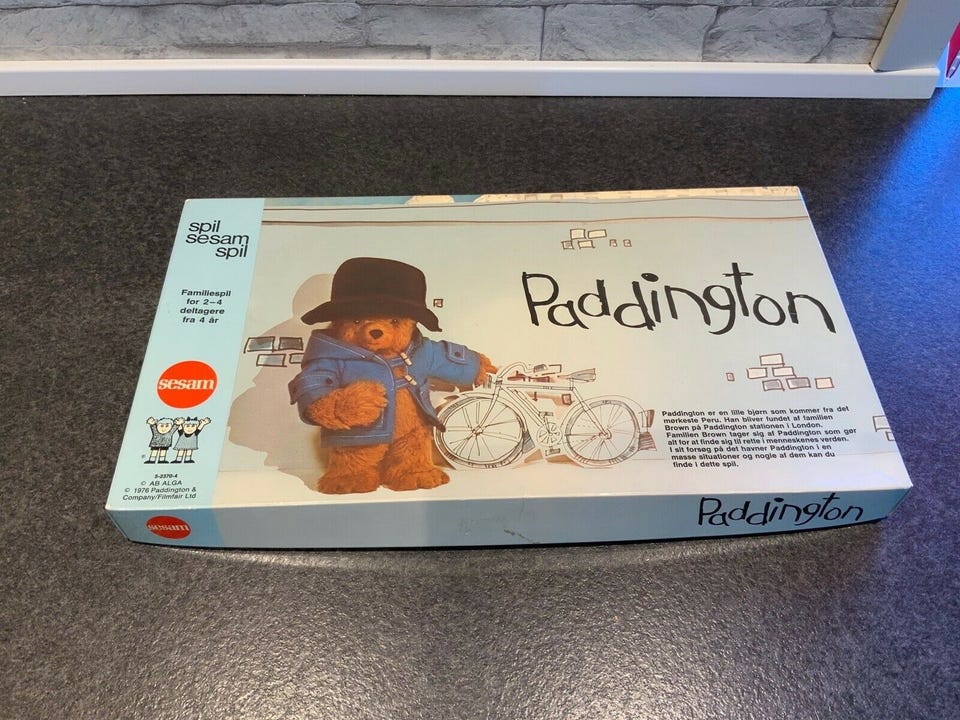 spil
sesam
spil
Familiespil
for 2-4
deltagere
fra 4 år
sesam
5-2370-4
© AB ALGA
© 1976 Paddington &
Company/Filmfair Ltd
Paddington
Paddington er en lille bjørn som kommer fra det
mørkeste Peru. Han bliver fundet af familien
Brown på Paddington stationen i London.
Familien Brown tager sig af Paddington som gør
alt for at finde sig til rette i menneskenes verden.
I sit forsøg på det havner Paddington i en
masse situationer og nogle af dem kan du
finde i dette spil.
sesam
Paddington